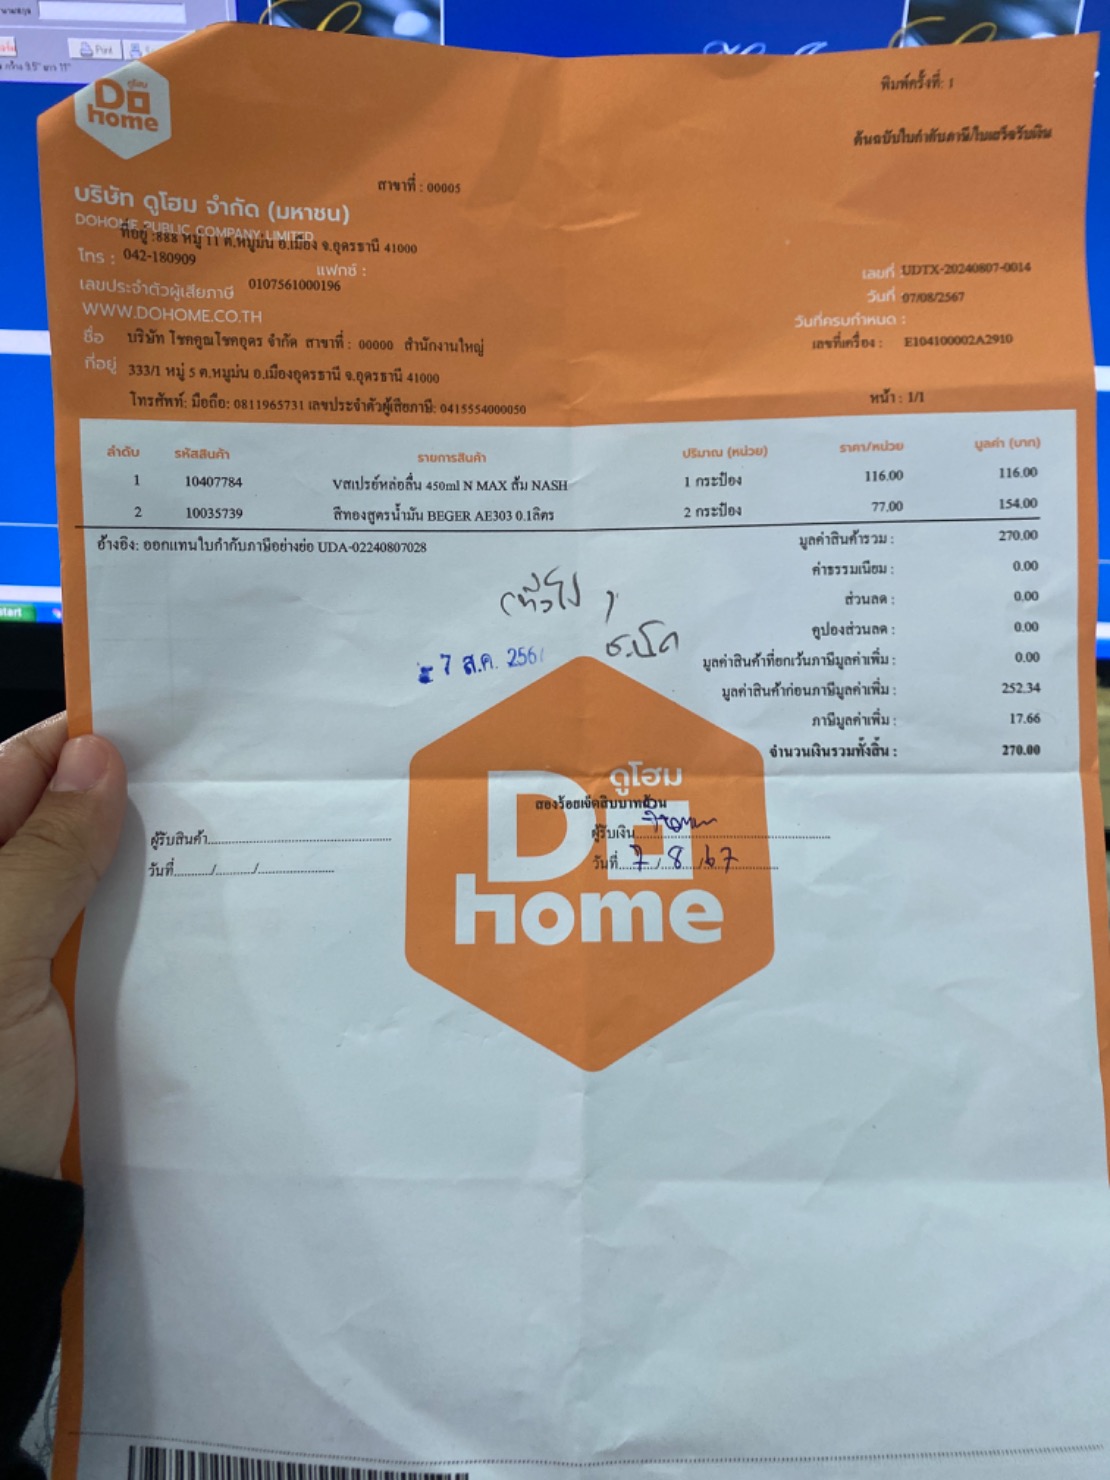 Print
กว้าง 9.5" ยาว 11"
ดูโฮม
Do
home
พิมพ์ครั้งที่: 1
ต้นฉบับใบกำกับภาษี/ใบเสร็จรับเงิน
สาขาที่ : 00005
บริษัท ดูโฮม จำกัด (มหาชน)
DOHOME PUBLIC COMPANY LIMITED
ที่อยู่ :888 หมู่ 11 ต.หมูม่น อ.เมือง จ.อุดรธานี 41000
โทร : 042-180909 แฟกซ์ :
เลขประจำตัวผู้เสียภาษี 0107561000196
WWW.DOHOME.CO.TH
เลขที่ UDTX-20240807-0014
วันที่ 07/08/2567
วันที่ครบกำหนด :
เลขที่เครื่อง : E104100002A2910
ชื่อ บริษัท โชคคูณโชคอุดร จำกัด สาขาที่ : 00000 สำนักงานใหญ่
ที่อยู่ 333/1 หมู่ 5 ต.หมูม่น อ.เมืองอุดรธานี จ.อุดรธานี 41000
โทรศัพท์: มือถือ: 0811965731 เลขประจำตัวผู้เสียภาษี: 0415554000050
หน้า : 1/1
ลำดับ รหัสสินค้า รายการสินค้า ปริมาณ (หน่วย) ราคา/หน่วย มูลค่า (บาท)
1 10407784 Vสเปรย์หล่อลื่น 450ml N MAX ส้ม NASH 1 กระป๋อง 116.00 116.00
2 10035739 สีทองสูตรน้ำมัน BEGER AE303 0.1ลิตร 2 กระป๋อง 77.00 154.00
อ้างอิง: ออกแทนใบกำกับภาษีอย่างย่อ UDA-02240807028
มูลค่าสินค้ารวม : 270.00
ค่าธรรมเนียม : 0.00
ส่วนลด : 0.00
คูปองส่วนลด : 0.00
มูลค่าสินค้าที่ยกเว้นภาษีมูลค่าเพิ่ม : 0.00
มูลค่าสินค้าก่อนภาษีมูลค่าเพิ่ม : 252.34
ภาษีมูลค่าเพิ่ม : 17.66
จำนวนเงินรวมทั้งสิ้น : 270.00
- 7 ส.ค. 256
ดูโฮม
Do
home
สองร้อยเจ็ดสิบบาทถ้วน
ผู้รับสินค้า
วันที่ / /
ผู้รับเงิน
วันที่ 7 / 8 / 67
start